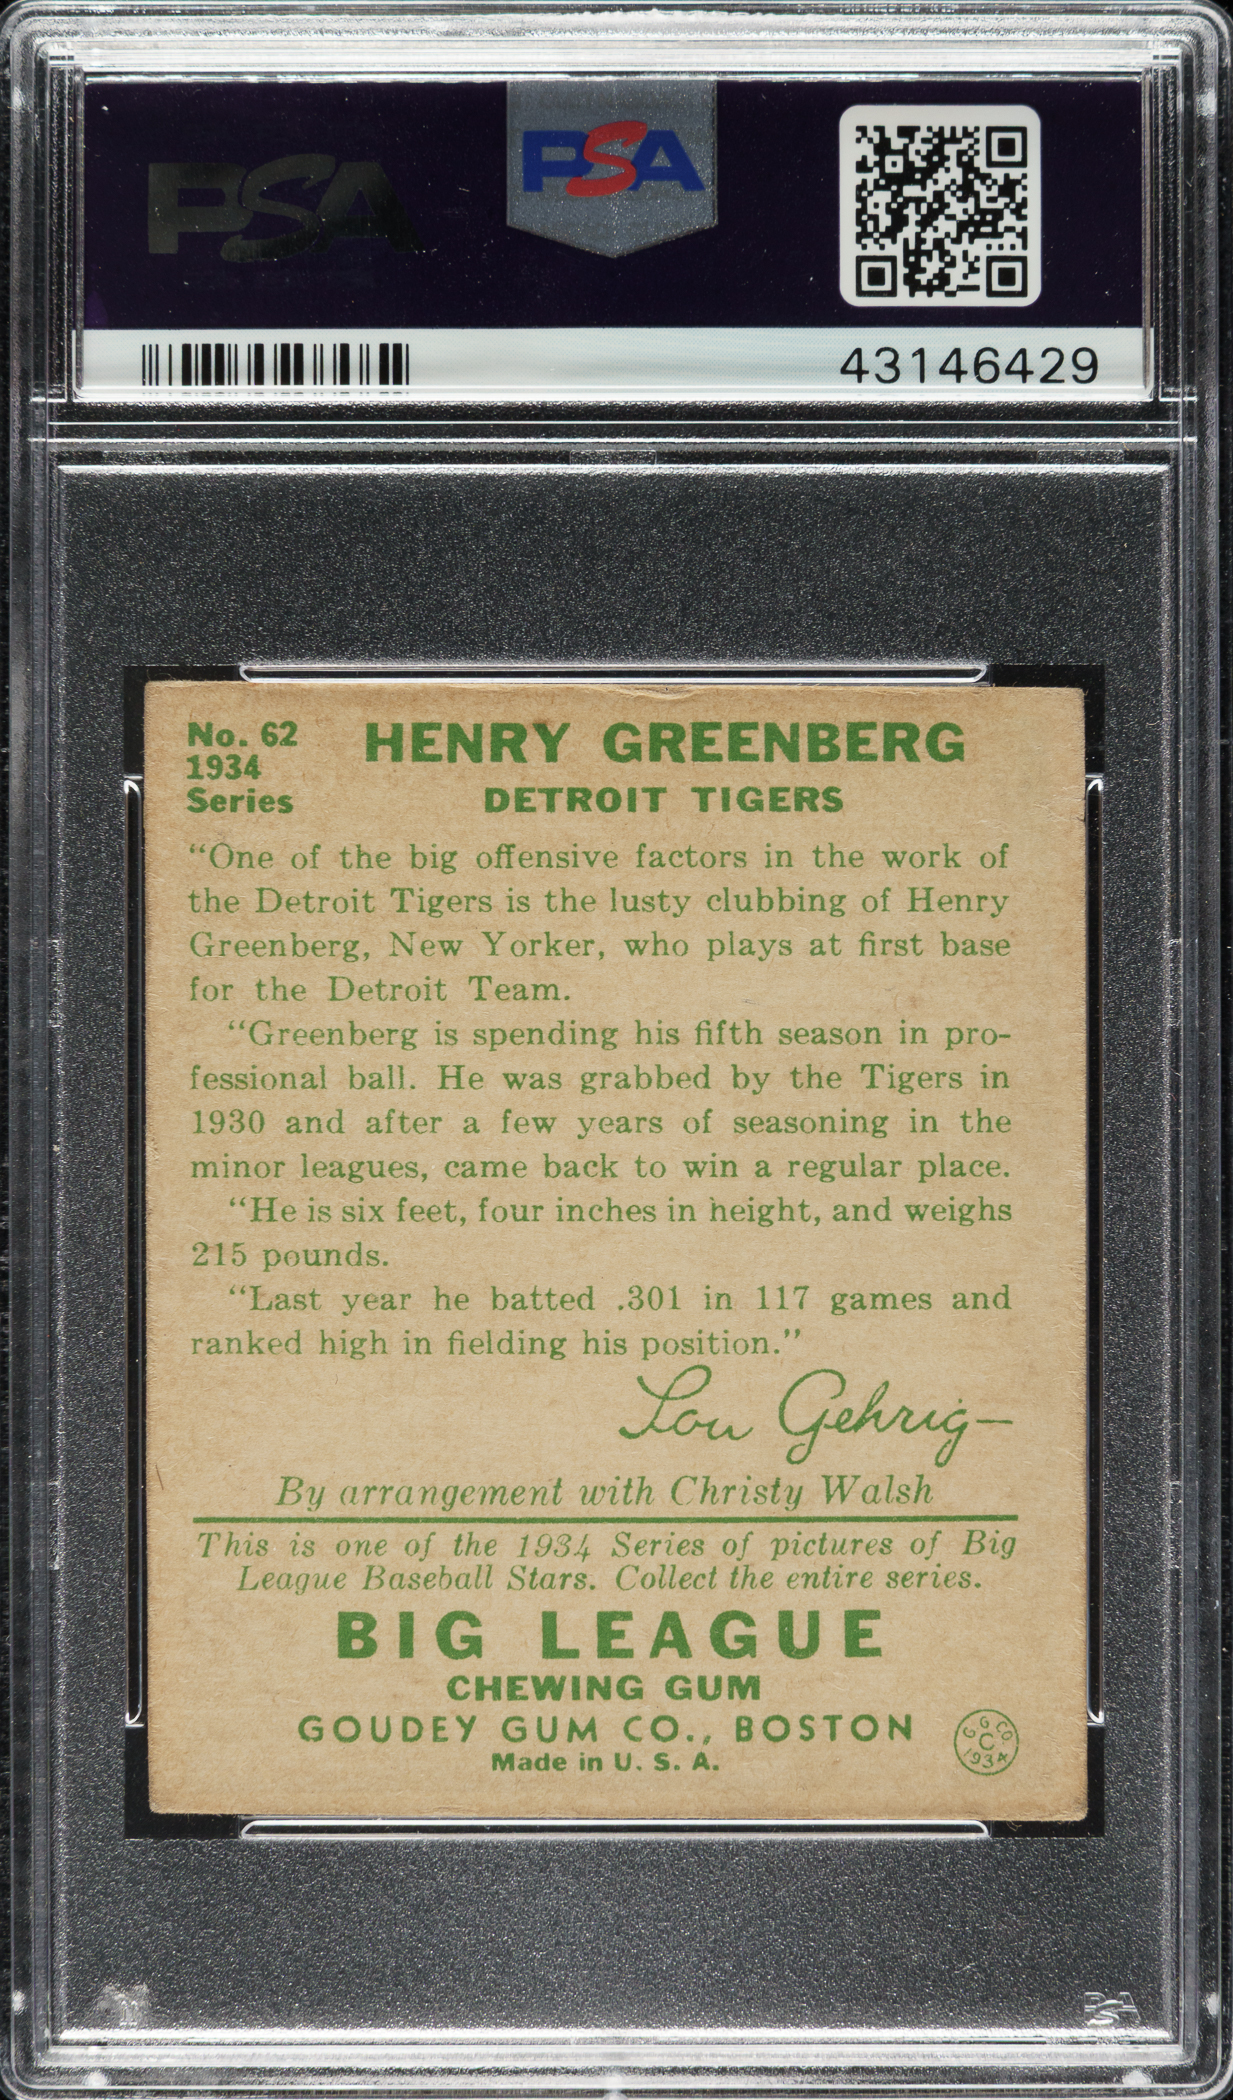 PSA
PSA
43146429
No. 62
1934
Series
HENRY GREENBERG
DETROIT TIGERS
“One of the big offensive factors in the work of
the Detroit Tigers is the lusty clubbing of Henry
Greenberg, New Yorker, who plays at first base
for the Detroit Team.
“Greenberg is spending his fifth season in pro-
fessional ball. He was grabbed by the Tigers in
1930 and after a few years of seasoning in the
minor leagues, came back to win a regular place.
“He is six feet, four inches in height, and weighs
215 pounds.
“Last year he batted .301 in 117 games and
ranked high in fielding his position.”
Lou Gehrig—
By arrangement with Christy Walsh
This is one of the 1934 Series of pictures of Big
League Baseball Stars. Collect the entire series.
BIG LEAGUE
CHEWING GUM
GOUDEY GUM CO., BOSTON
Made in U. S. A.
G G CO.
C
1934
PSA